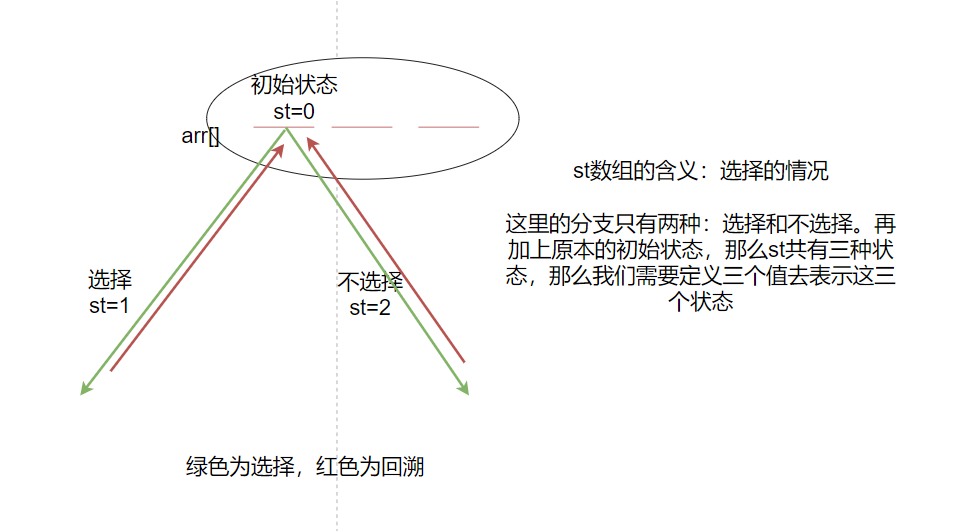 初始状态
st=0
arr[]
st数组的含义：选择的情况
这里的分支只有两种：选择和不选择。再
加上原本的初始状态，那么st共有三种状
态，那么我们需要定义三个值去表示这三
个状态
选择
st=1
不选择
st=2
绿色为选择，红色为回溯